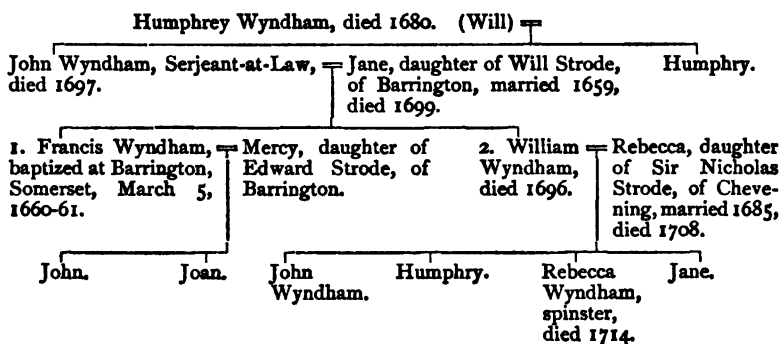 Humphrey Wyndham, died 1680. (Will) =
John Wyndham, Serjeant-at-Law, = Jane, daughter of Will Strode, Humphry.
died 1697. of Barrington, married 1659,
died 1699.
1. Francis Wyndham, = Mercy, daughter of 2. William = Rebecca, daughter
baptized at Barrington, Edward Strode, of Wyndham, of Sir Nicholas
Somerset, March 5, Barrington. died 1696. Strode, of Cheve-
1660-61. ning, married 1685,
died 1708.
John. Joan. John Humphry. Rebecca Jane.
Wyndham. Wyndham,
spinster,
died 1714.